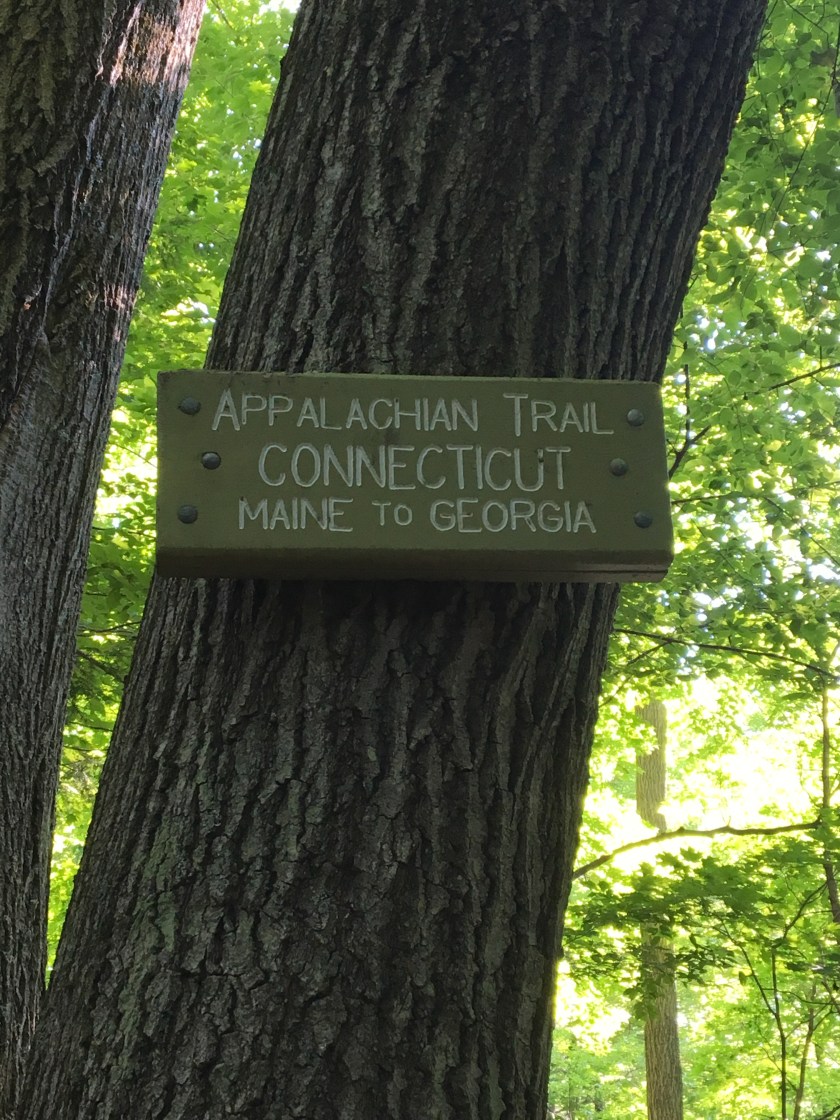 APPALACHIAN TRAIL
CONNECTICUT
MAINE TO GEORGIA